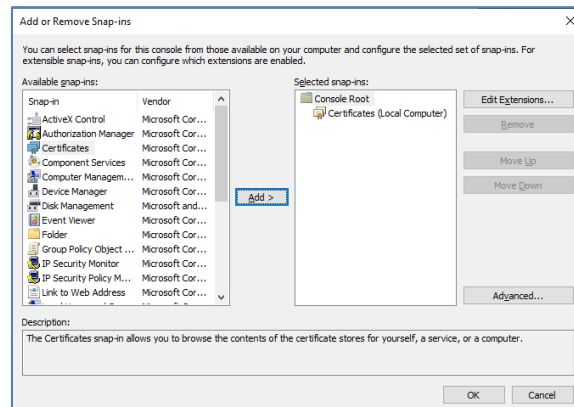 Add or Remove Snap-ins
You can select snap-ins for this console from those available on your computer and configure the selected set of snap-ins. For
extensible snap-ins, you can configure which extensions are enabled.
Available snap-ins:
Snap-in Vendor
ActiveX Control Microsoft Cor...
Authorization Manager Microsoft Cor...
Certificates Microsoft Cor...
Component Services Microsoft Cor...
Computer Managem... Microsoft Cor...
Device Manager Microsoft Cor...
Disk Management Microsoft and...
Event Viewer Microsoft Cor...
Folder Microsoft Cor...
Group Policy Object ... Microsoft Cor...
IP Security Monitor Microsoft Cor...
IP Security Policy M... Microsoft Cor...
Link to Web Address Microsoft Cor...
Add >
Selected snap-ins:
Console Root
Certificates (Local Computer)
Edit Extensions...
Remove
Move Up
Move Down
Advanced...
Description:
The Certificates snap-in allows you to browse the contents of the certificate stores for yourself, a service, or a computer.
OK
Cancel